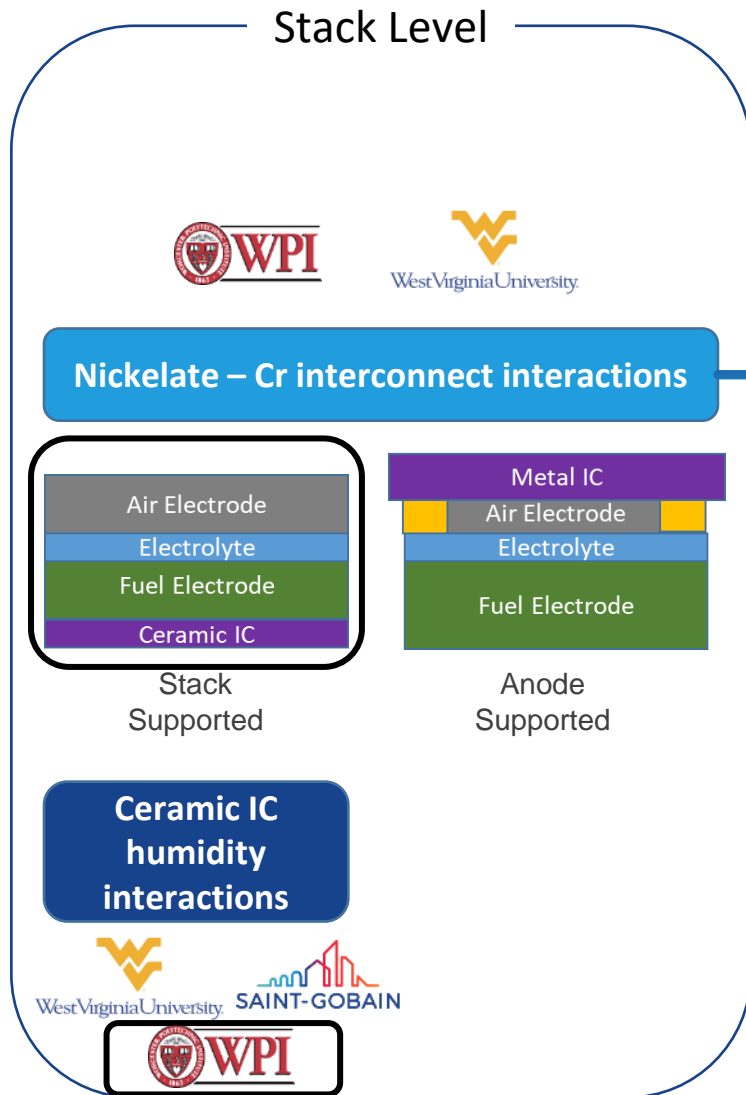 Stack Level
WPI
WestVirginiaUniversity.
Nickelate – Cr interconnect interactions
Air Electrode
Electrolyte
Fuel Electrode
Ceramic IC
Stack
Supported
Metal IC
Air Electrode
Electrolyte
Fuel Electrode
Anode
Supported
Ceramic IC
humidity
interactions
WestVirginiaUniversity.
SAINT-GOBAIN
WPI